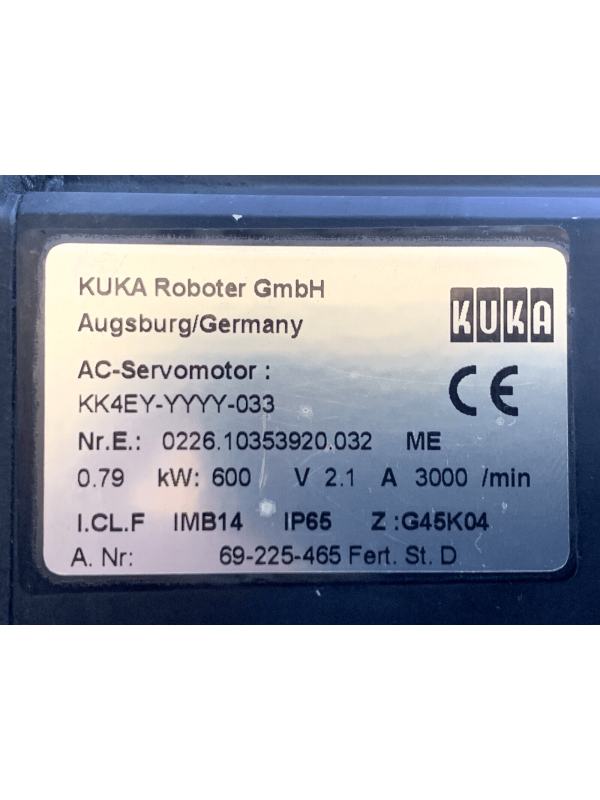 KUKA Roboter GmbH
Augsburg/Germany
KUKA
AC-Servomotor :
CE
KK4EY-YYYY-033
Nr.E.: 0226.10353920.032 ME
0.79 kW: 600 V 2.1 A 3000 /min
I.CL.F IMB14 IP65 Z :G45K04
A. Nr: 69-225-465 Fert. St. D